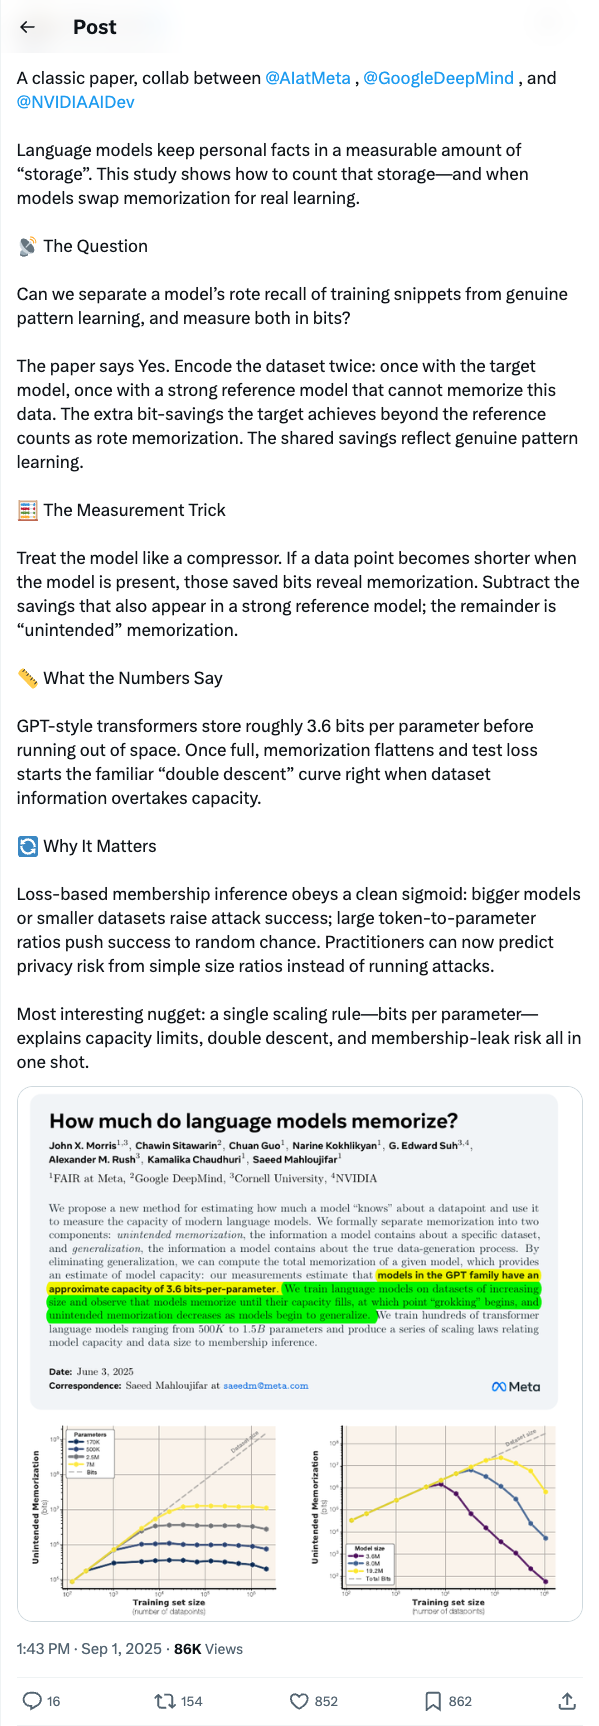 Post
A classic paper, collab between @AIatMeta , @GoogleDeepMind , and
@NVIDIAAIDev
Language models keep personal facts in a measurable amount of
“storage”. This study shows how to count that storage—and when
models swap memorization for real learning.
The Question
Can we separate a model’s rote recall of training snippets from genuine
pattern learning, and measure both in bits?
The paper says Yes. Encode the dataset twice: once with the target
model, once with a strong reference model that cannot memorize this
data. The extra bit-savings the target achieves beyond the reference
counts as rote memorization. The shared savings reflect genuine pattern
learning.
The Measurement Trick
Treat the model like a compressor. If a data point becomes shorter when
the model is present, those saved bits reveal memorization. Subtract the
savings that also appear in a strong reference model; the remainder is
“unintended” memorization.
What the Numbers Say
GPT-style transformers store roughly 3.6 bits per parameter before
running out of space. Once full, memorization flattens and test loss
starts the familiar “double descent” curve right when dataset
information overtakes capacity.
Why It Matters
Loss-based membership inference obeys a clean sigmoid: bigger models
or smaller datasets raise attack success; large token-to-parameter
ratios push success to random chance. Practitioners can now predict
privacy risk from simple size ratios instead of running attacks.
Most interesting nugget: a single scaling rule—bits per parameter—
explains capacity limits, double descent, and membership-leak risk all in
one shot.
How much do language models memorize?
John X. Morris1,3, Chawin Sitawarin2, Chuan Guo1, Narine Kokhlikyan1, G. Edward Suh3,4,
Alexander M. Rush3, Kamalika Chaudhuri1, Saeed Mahloujifar1
1FAIR at Meta, 2Google DeepMind, 3Cornell University, 4NVIDIA
We propose a new method for estimating how much a model “knows” about a datapoint and use it
to measure the capacity of modern language models. We formally separate memorization into two
components: unintended memorization, the information a model contains about a specific dataset,
and generalization, the information a model contains about the true data-generation process. By
eliminating generalization, we can compute the total memorization of a given model, which provides
an estimate of model capacity: our measurements estimate that models in the GPT family have an
approximate capacity of 3.6 bits-per-parameter. We train language models on datasets of increasing
size and observe that models memorize until their capacity fills, at which point “grokking” begins, and
unintended memorization decreases as models begin to generalize. We train hundreds of transformer
language models ranging from 500K to 1.5B parameters and produce a series of scaling laws relating
model capacity and data size to membership inference.
Date: June 3, 2025
Correspondence: Saeed Mahloujifar at saeedm@meta.com
Meta
Unintended Memorization
(bits)
Parameters
170K
500K
2.5M
7M
Bits
Dataset size
Training set size
(number of datapoints)
Unintended Memorization
(bits)
Model size
3.0M
8.0M
19.2M
Total Bits
Dataset size
Training set size
(number of datapoints)
1:43 PM · Sep 1, 2025 · 86K Views
16 154 852 862